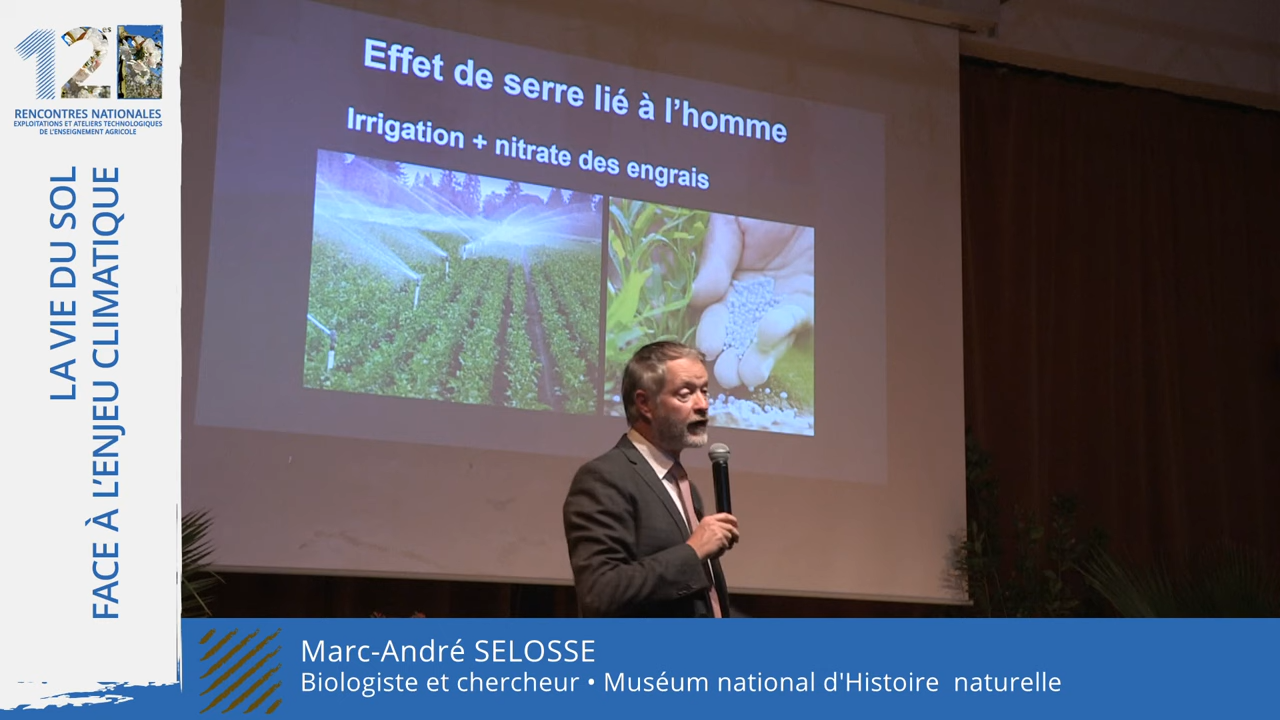 12es
RENCONTRES NATIONALES
EXPLOITATIONS ET ATELIERS TECHNOLOGIQUES
DE L'ENSEIGNEMENT AGRICOLE
LA VIE DU SOL
FACE À L'ENJEU CLIMATIQUE
Effet de serre lié à l'homme
Irrigation + nitrate des engrais
Marc-André SELOSSE
Biologiste et chercheur • Muséum national d'Histoire naturelle